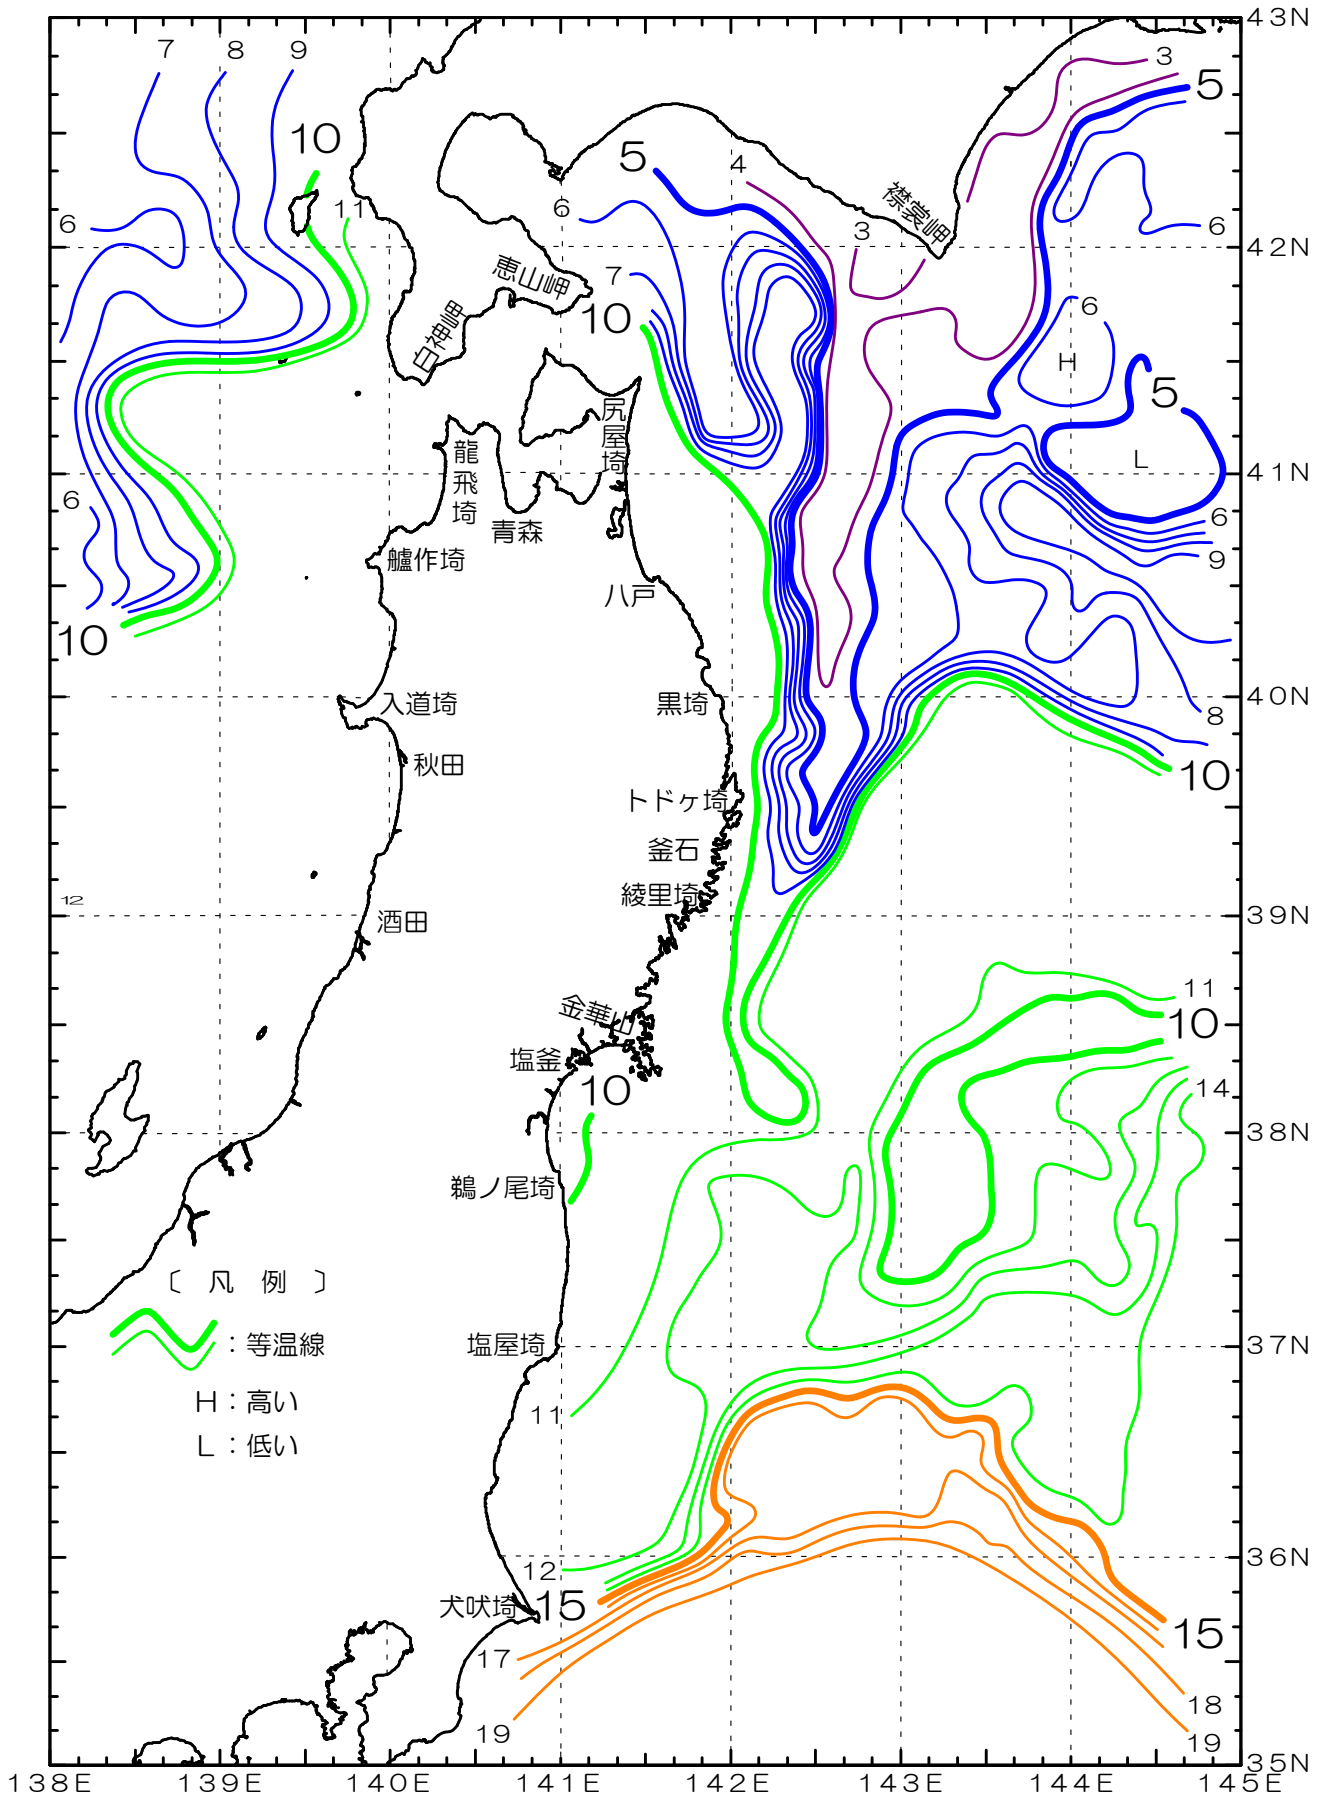 43N
7
8
9
3
5
10
5
4
6
11
6
襟裳岬
3
6
42N
恵山岬
7
10
6
白神岬
H
5
尻屋埼
龍飛埼
L
41N
6
6
青森
9
艫作埼
八戸
10
入道埼
黒埼
40N
8
秋田
10
トドヶ埼
釜石
綾里埼
12
39N
酒田
11
金華山
10
塩釜
10
14
38N
鵜ノ尾埼
〔 凡 例 〕
:等温線
塩屋埼
37N
H:高い
11
L:低い
12
36N
犬吠埼
15
15
17
18
19
19
35N
138E
139E
140E
141E
142E
143E
144E
145E